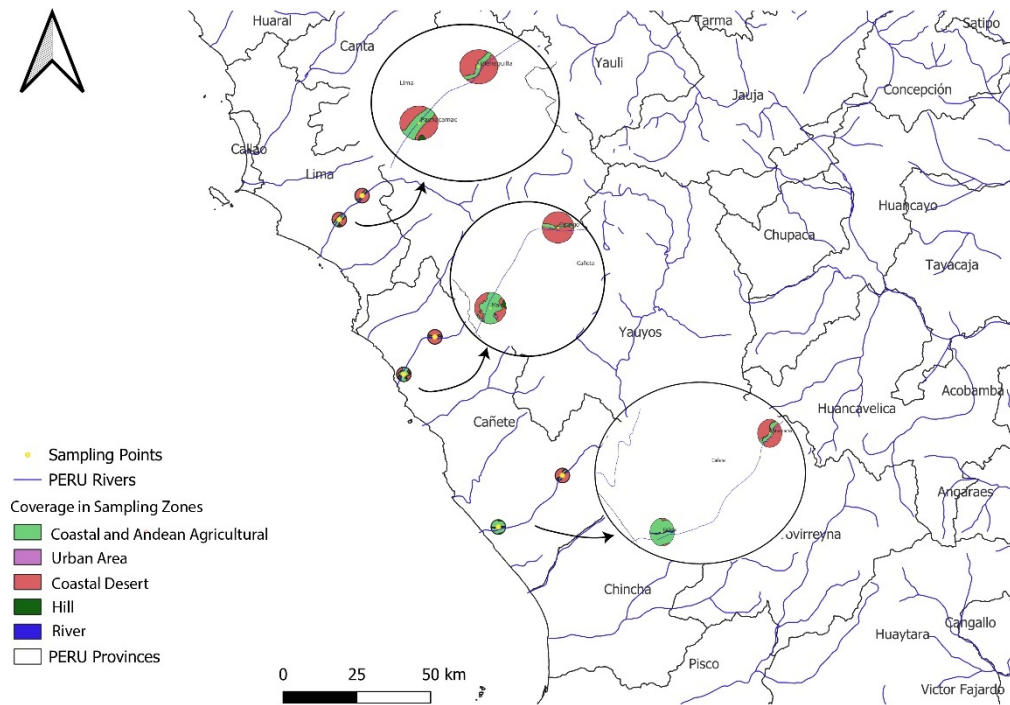 Huaral
Tarma
Satipo
Canta
Yauli
Concepción
Jauja
Lima
Callao
Lima
Huancayo
Chupaca
Cañete
Yauyos
Acobamba
Huancavelica
Cañete
Sampling Points
PERU Rivers
Coverage in Sampling Zones
Coastal and Andean Agricultural
Urban Area
Coastal Desert
Hill
River
PERU Provinces
Angaraes
Chincha
Cangallo
Huaytara
Pisco
Victor Fajardo
0 25 50 km